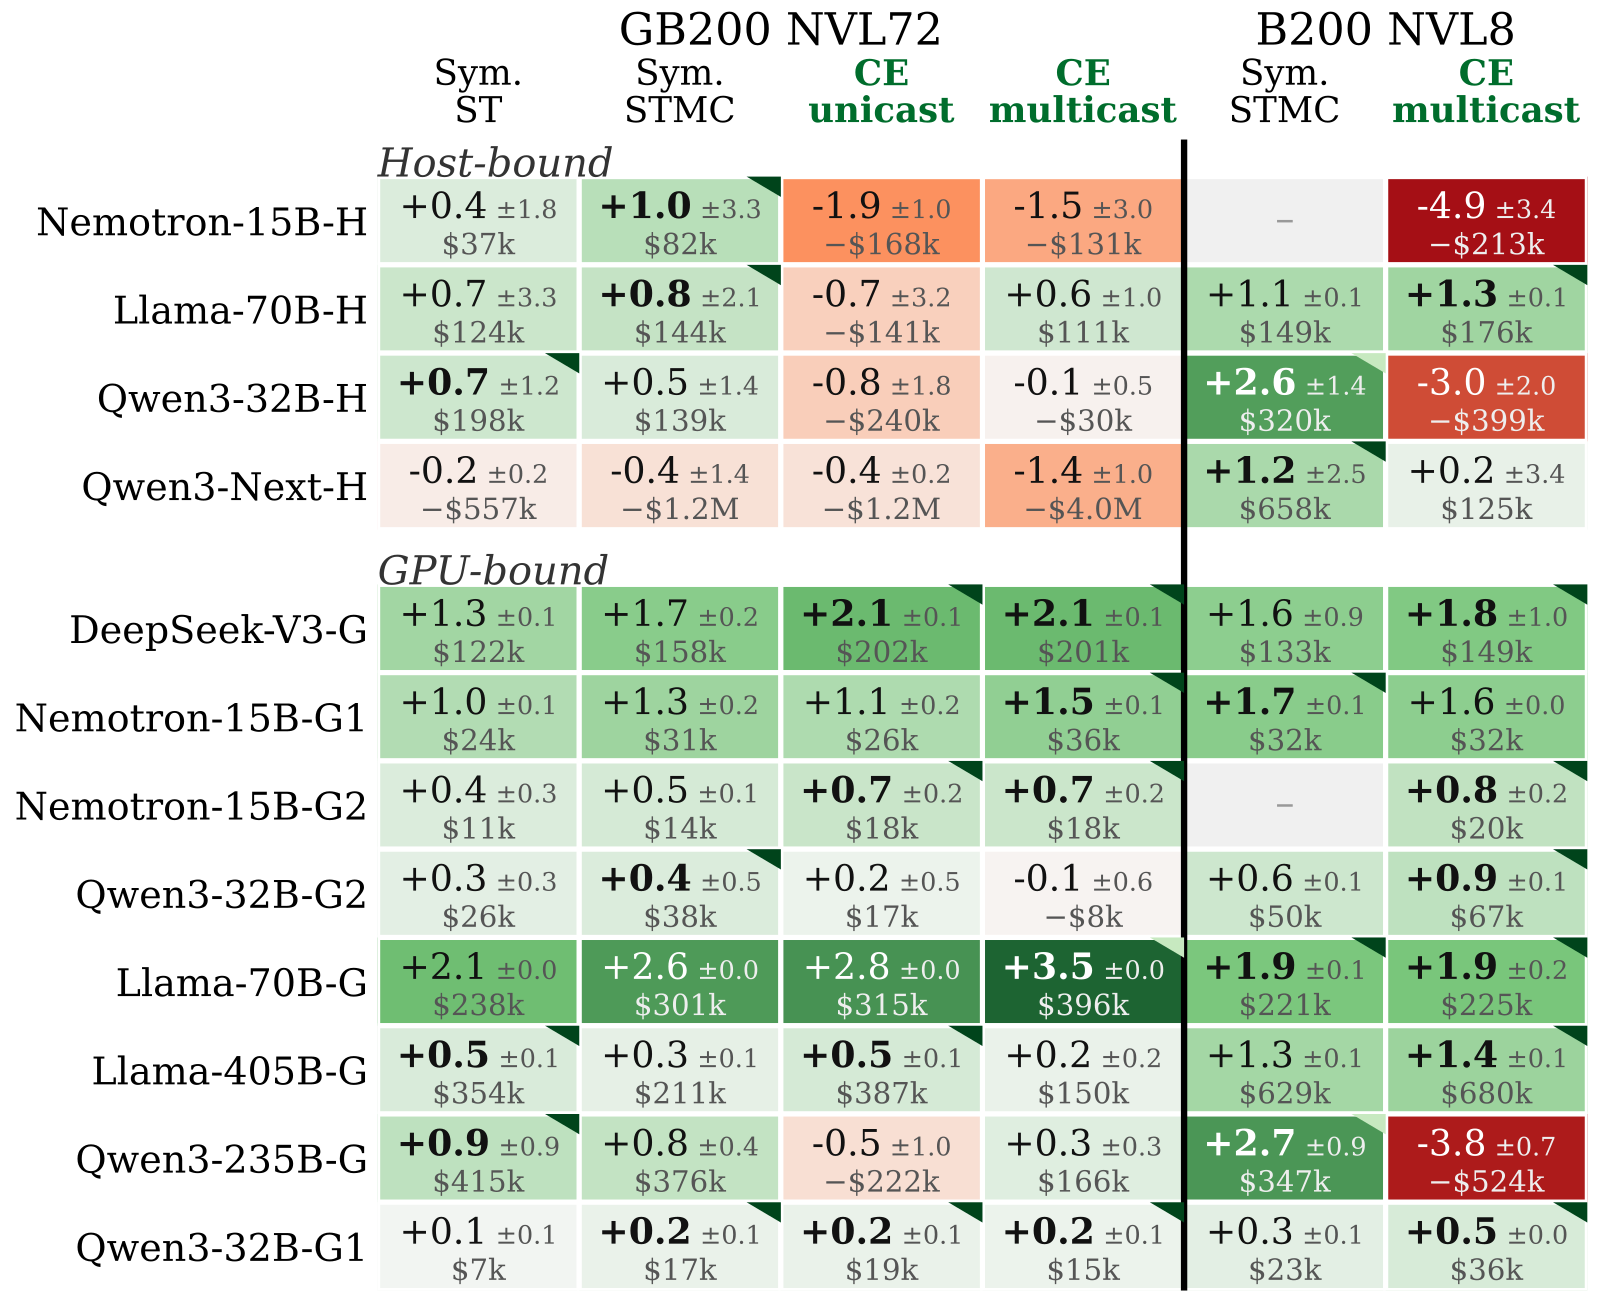 GB200 NVL72 B200 NVL8
Sym. Sym. CE CE Sym. CE
ST STMC unicast multicast STMC multicast
Host-bound
Nemotron-15B-H +0.4 ±1.8 +1.0 ±3.3 -1.9 ±1.0 -1.5 ±3.0 – -4.9 ±3.4
$37k $82k −$168k −$131k −$213k
Llama-70B-H +0.7 ±3.3 +0.8 ±2.1 -0.7 ±3.2 +0.6 ±1.0 +1.1 ±0.1 +1.3 ±0.1
$124k $144k −$141k $111k $149k $176k
Qwen3-32B-H +0.7 ±1.2 +0.5 ±1.4 -0.8 ±1.8 -0.1 ±0.5 +2.6 ±1.4 -3.0 ±2.0
$198k $139k −$240k −$30k $320k −$399k
Qwen3-Next-H -0.2 ±0.2 -0.4 ±1.4 -0.4 ±0.2 -1.4 ±1.0 +1.2 ±2.5 +0.2 ±3.4
−$557k −$1.2M −$1.2M −$4.0M $658k $125k
GPU-bound
DeepSeek-V3-G +1.3 ±0.1 +1.7 ±0.2 +2.1 ±0.1 +2.1 ±0.1 +1.6 ±0.9 +1.8 ±1.0
$122k $158k $202k $201k $133k $149k
Nemotron-15B-G1 +1.0 ±0.1 +1.3 ±0.2 +1.1 ±0.2 +1.5 ±0.1 +1.7 ±0.1 +1.6 ±0.0
$24k $31k $26k $36k $32k $32k
Nemotron-15B-G2 +0.4 ±0.3 +0.5 ±0.1 +0.7 ±0.2 +0.7 ±0.2 – +0.8 ±0.2
$11k $14k $18k $18k $20k
Qwen3-32B-G2 +0.3 ±0.3 +0.4 ±0.5 +0.2 ±0.5 -0.1 ±0.6 +0.6 ±0.1 +0.9 ±0.1
$26k $38k $17k −$8k $50k $67k
Llama-70B-G +2.1 ±0.0 +2.6 ±0.0 +2.8 ±0.0 +3.5 ±0.0 +1.9 ±0.1 +1.9 ±0.2
$238k $301k $315k $396k $221k $225k
Llama-405B-G +0.5 ±0.1 +0.3 ±0.1 +0.5 ±0.1 +0.2 ±0.2 +1.3 ±0.1 +1.4 ±0.1
$354k $211k $387k $150k $629k $680k
Qwen3-235B-G +0.9 ±0.9 +0.8 ±0.4 -0.5 ±1.0 +0.3 ±0.3 +2.7 ±0.9 -3.8 ±0.7
$415k $376k −$222k $166k $347k −$524k
Qwen3-32B-G1 +0.1 ±0.1 +0.2 ±0.1 +0.2 ±0.1 +0.2 ±0.1 +0.3 ±0.1 +0.5 ±0.0
$7k $17k $19k $15k $23k $36k